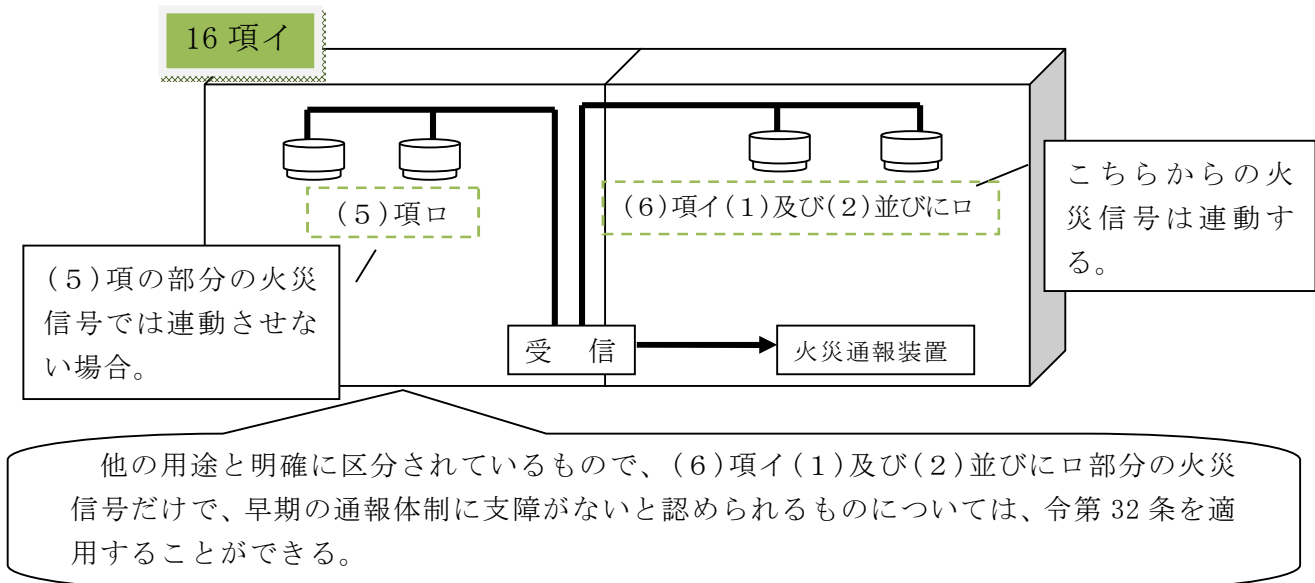 16 項イ
(5)項ロ
(6)項イ(1)及び(2)並びにロ
こちらからの火
災信号は連動す
る。
(5)項の部分の火災
信号では連動させな
い場合。
受　信
火災通報装置
　他の用途と明確に区分されているもので、(6)項イ(1)及び(2)並びにロ部分の火災
信号だけで、早期の通報体制に支障がないと認められるものについては、令第 32 条を適
用することができる。